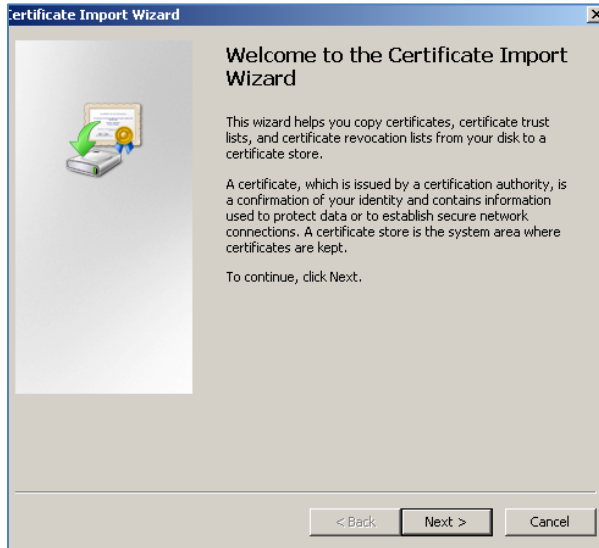 Certificate Import Wizard
Welcome to the Certificate Import
Wizard
This wizard helps you copy certificates, certificate trust
lists, and certificate revocation lists from your disk to a
certificate store.
A certificate, which is issued by a certification authority, is
a confirmation of your identity and contains information
used to protect data or to establish secure network
connections. A certificate store is the system area where
certificates are kept.
To continue, click Next.
< Back
Next >
Cancel